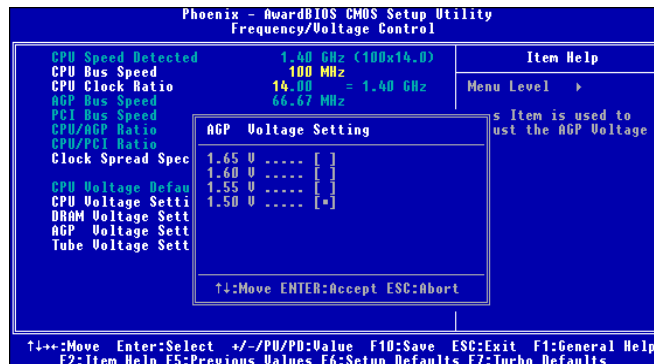 Phoenix - AwardBIOS CMOS Setup Utility
Frequency/Voltage Control
CPU Speed Detected 1.40 GHz (100x14.0)
CPU Bus Speed 100 MHz
CPU Clock Ratio 14.00 = 1.40 GHz
AGP Bus Speed 66.67 MHz
PCI Bus Speed
CPU/AGP Ratio
CPU/PCI Ratio
Clock Spread Spec
CPU Voltage Defau
CPU Voltage Setti
DRAM Voltage Sett
AGP Voltage Sett
Tube Voltage Sett
AGP Voltage Setting
1.65 V ..... [ ]
1.60 V ..... [ ]
1.55 V ..... [ ]
1.50 V ..... [▪]
↑↓:Move ENTER:Accept ESC:Abort
Item Help
Menu Level ▸
s Item is used to
ust the AGP Voltage
↑↓→←:Move Enter:Select +/-/PU/PD:Value F10:Save ESC:Exit F1:General Help
F2:Item Help F5:Previous Values F6:Setup Defaults F7:Turbo Defaults